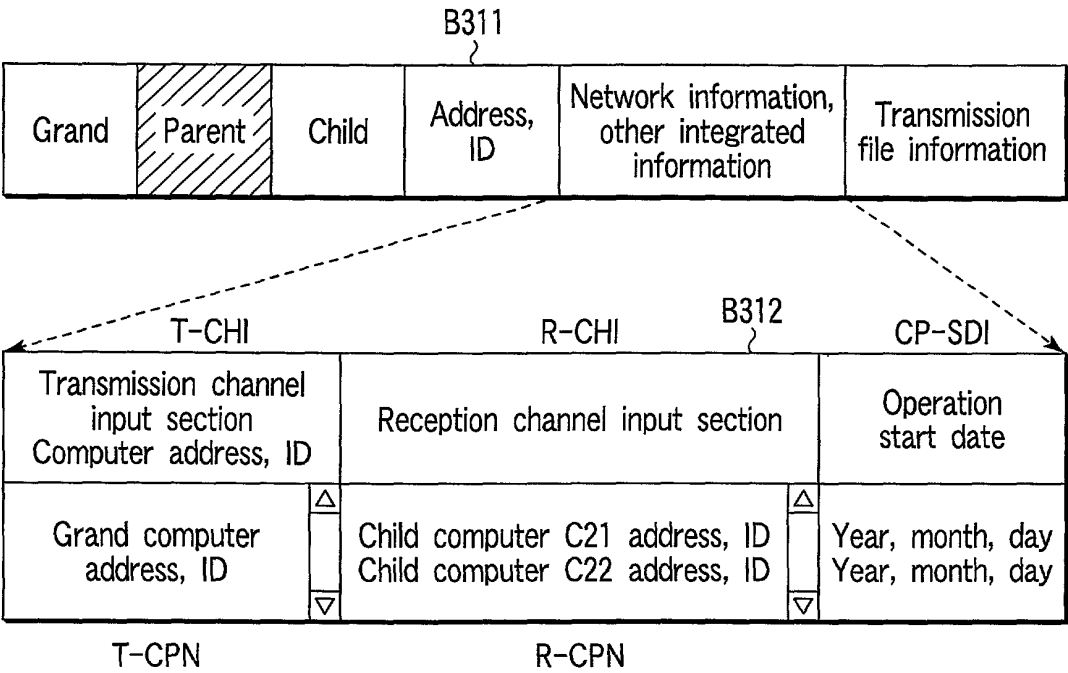 B311
Grand
Parent
Child
Address,
ID
Network information,
other integrated
information
Transmission
file information
T-CHI
R-CHI
B312
CP-SDI
Transmission channel
input section
Computer address, ID
Reception channel input section
Operation
start date
Grand computer
address, ID
Child computer C21 address, ID
Child computer C22 address, ID
Year, month, day
Year, month, day
T-CPN
R-CPN